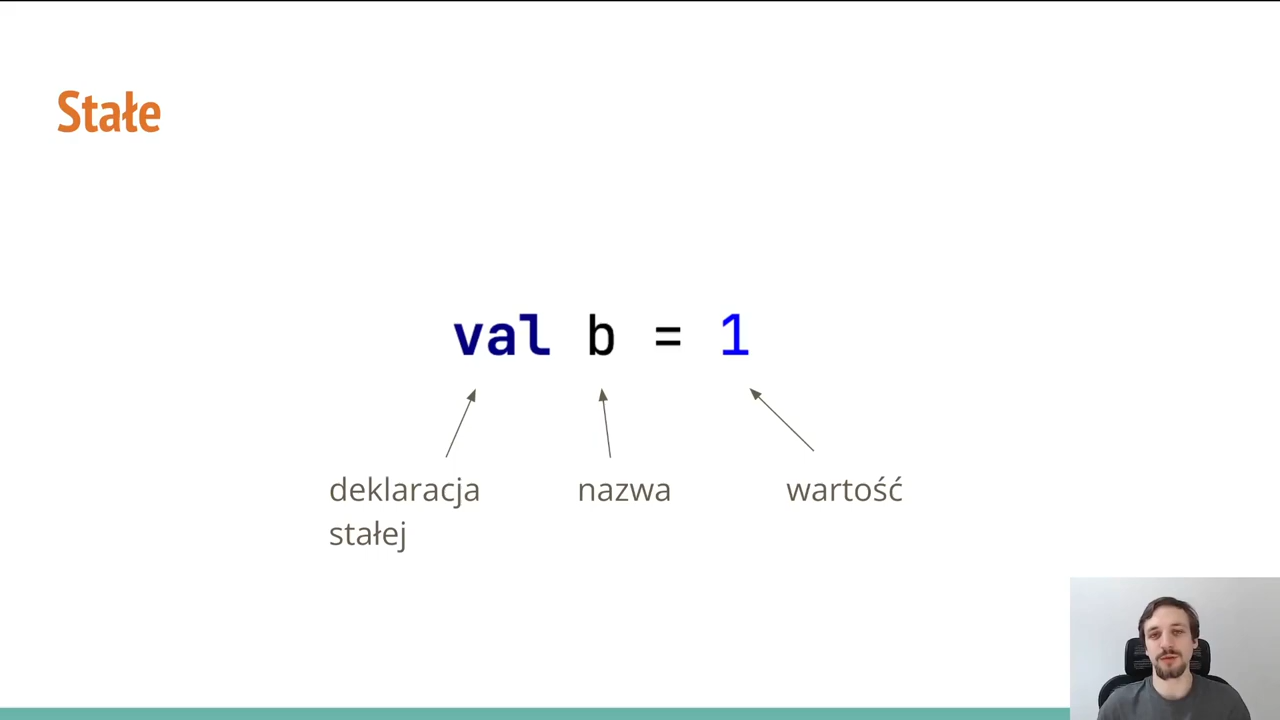 Stałe
val b = 1
deklaracja
stałej
nazwa
wartość